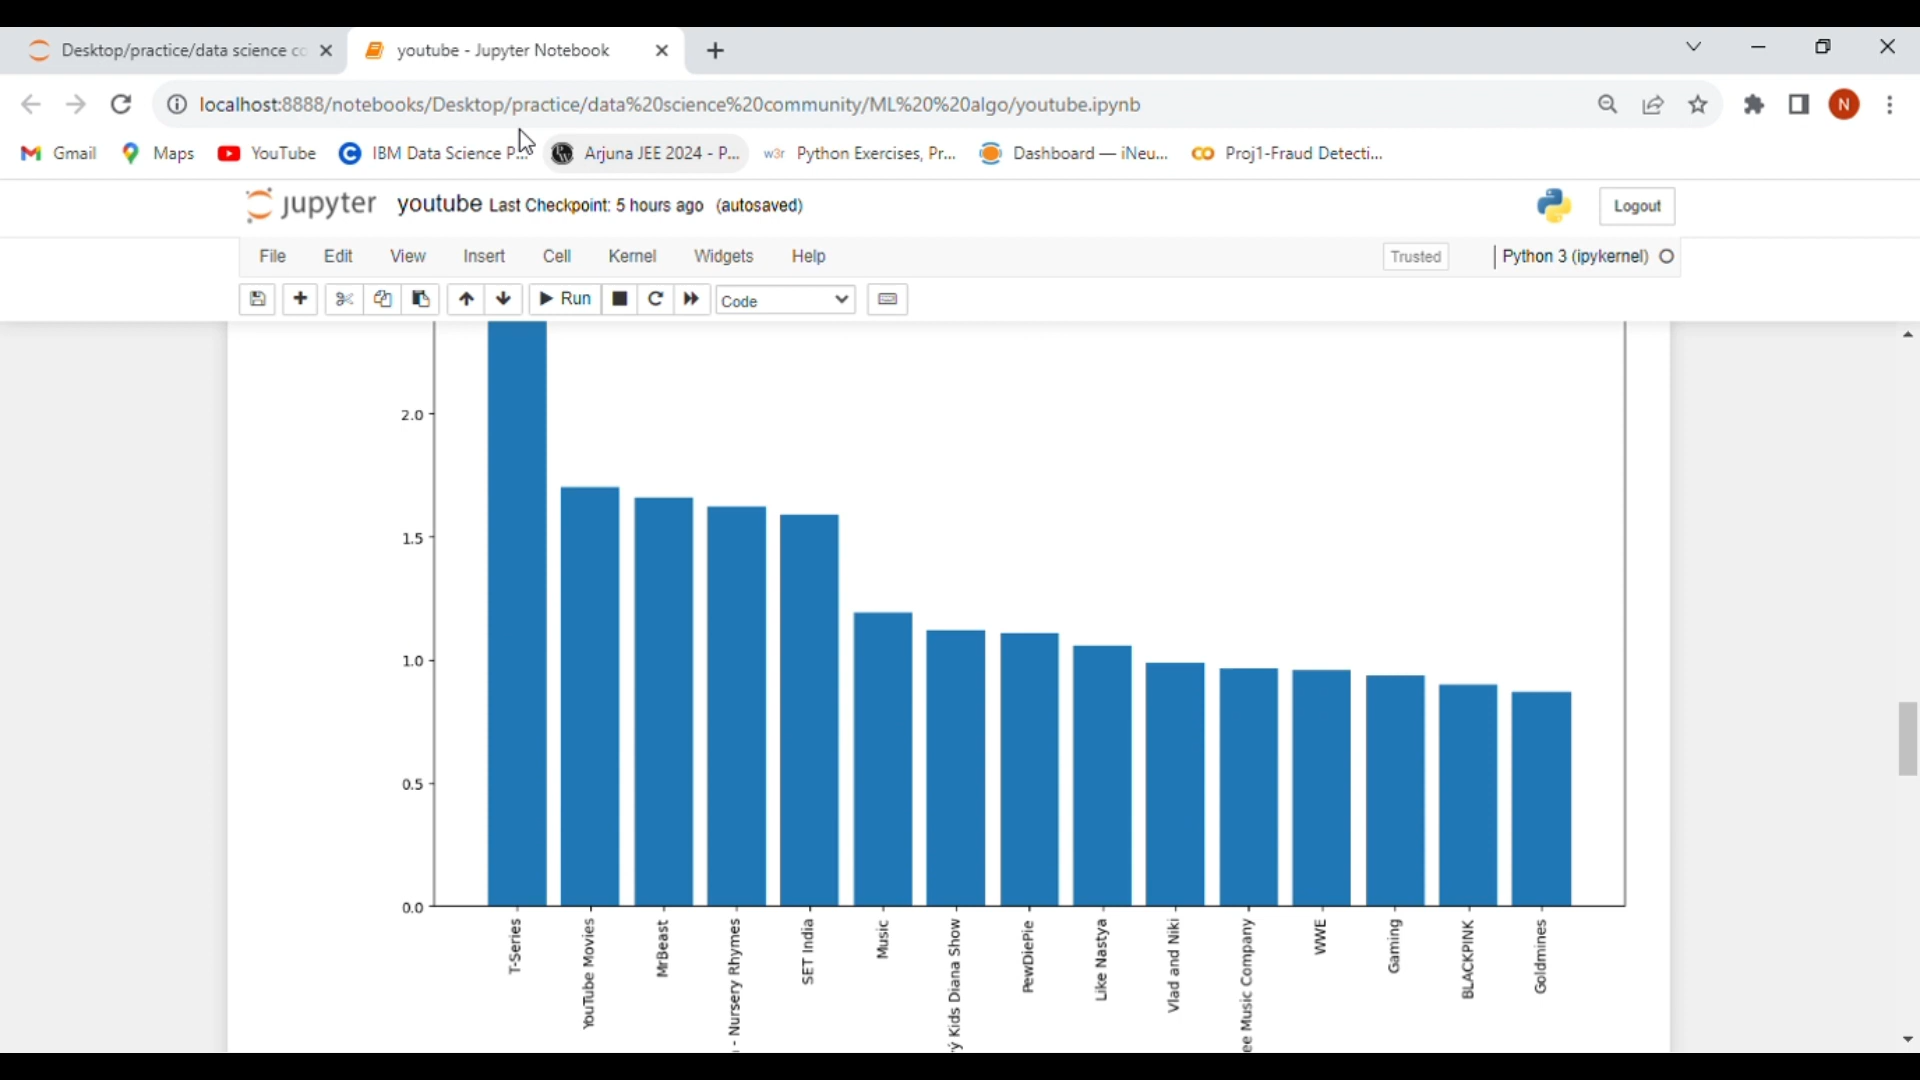 Desktop/practice/data science co
youtube - Jupyter Notebook
localhost:8888/notebooks/Desktop/practice/data%20science%20community/ML%20%20algo/youtube.ipynb
N
Gmail
Maps
YouTube
IBM Data Science P...
Arjuna JEE 2024 - P...
w3r Python Exercises, Pr...
Dashboard — iNeu...
Proj1-Fraud Detecti...
jupyter youtube Last Checkpoint: 5 hours ago (autosaved)
Logout
File Edit View Insert Cell Kernel Widgets Help
Trusted
Python 3 (ipykernel)
Run
Code
2.0
1.5
1.0
0.5
0.0
T-Series
YouTube Movies
MrBeast
- Nursery Rhymes
SET India
Music
Kids Diana Show
PewDiePie
Like Nastya
Vlad and Niki
ee Music Company
WWE
Gaming
BLACKPINK
Goldmines